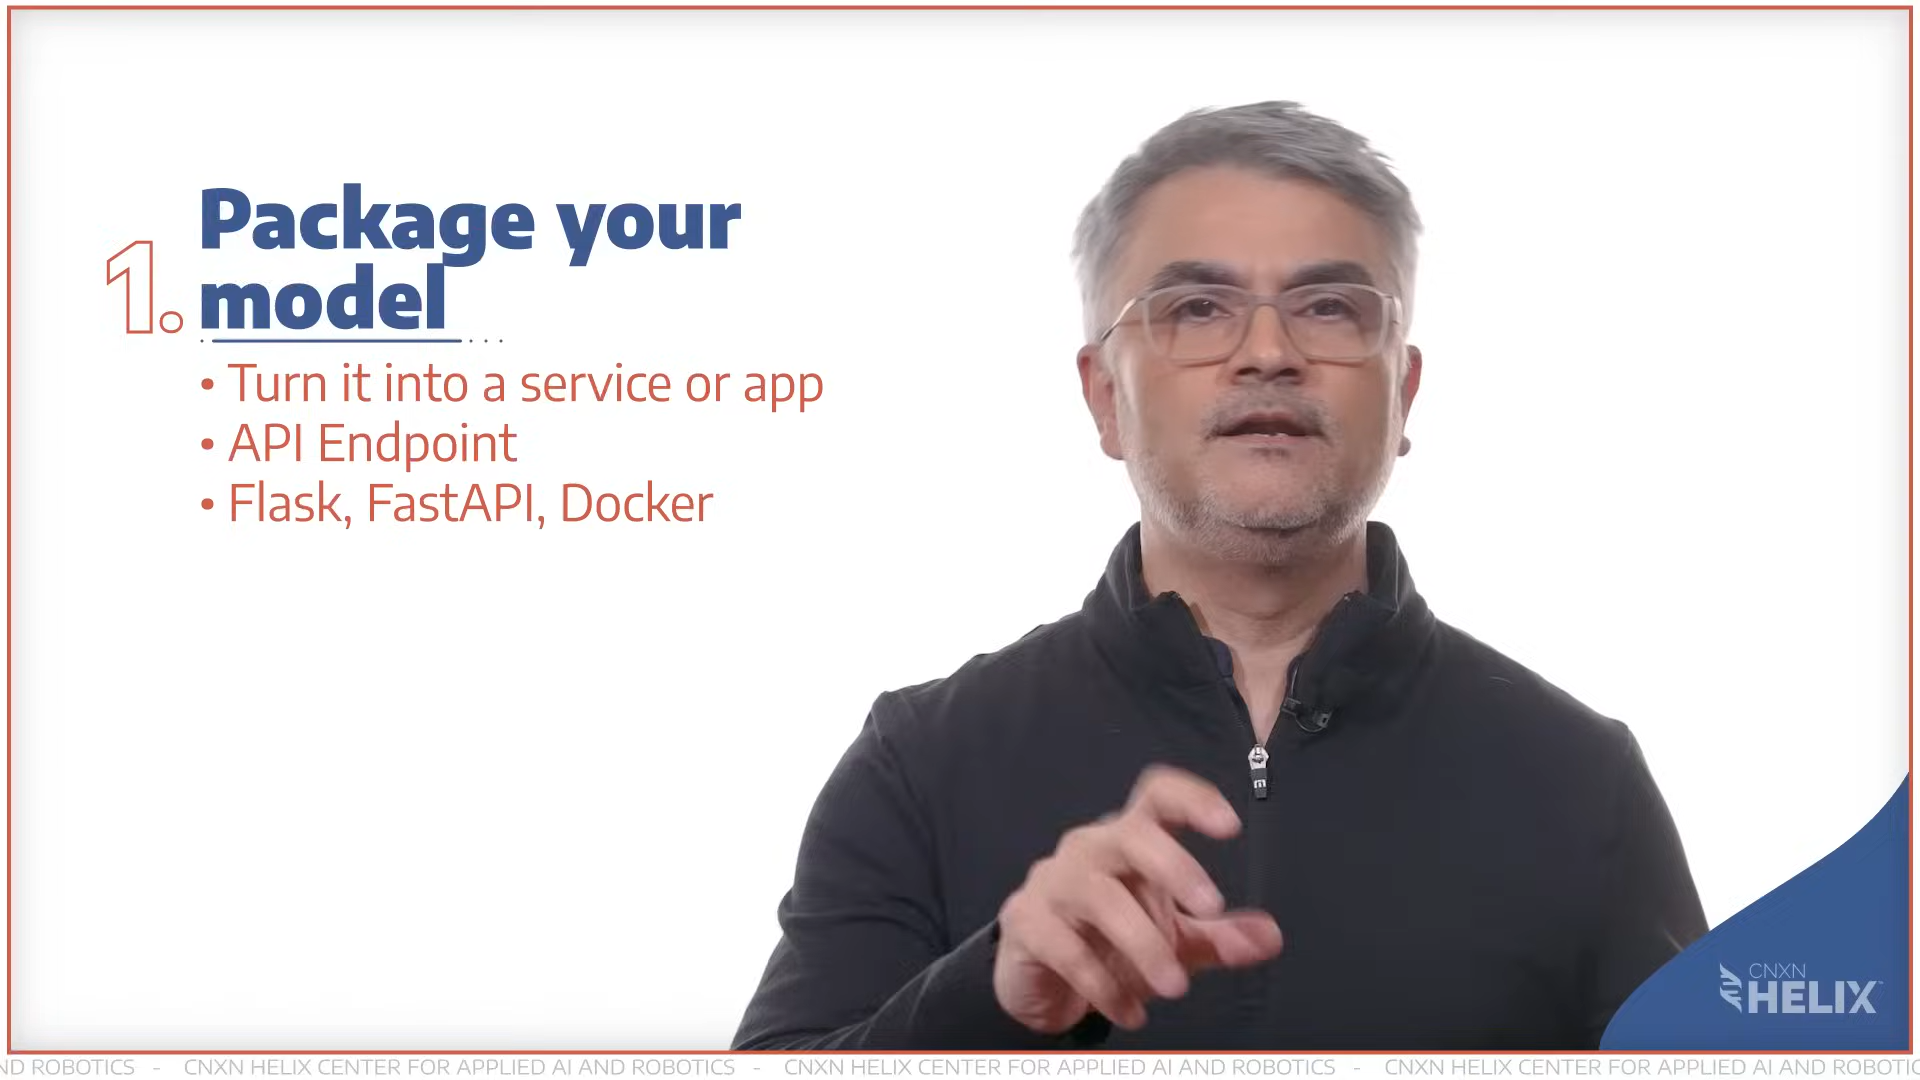 1.
Package your
model
• Turn it into a service or app
• API Endpoint
• Flask, FastAPI, Docker
CNXN
HELIX™
ND ROBOTICS - CNXN HELIX CENTER FOR APPLIED AI AND ROBOTICS - CNXN HELIX CENTER FOR APPLIED AI AND ROBOTICS - CNXN HELIX CENTER FOR APPLIED AI AND ROBOTIC